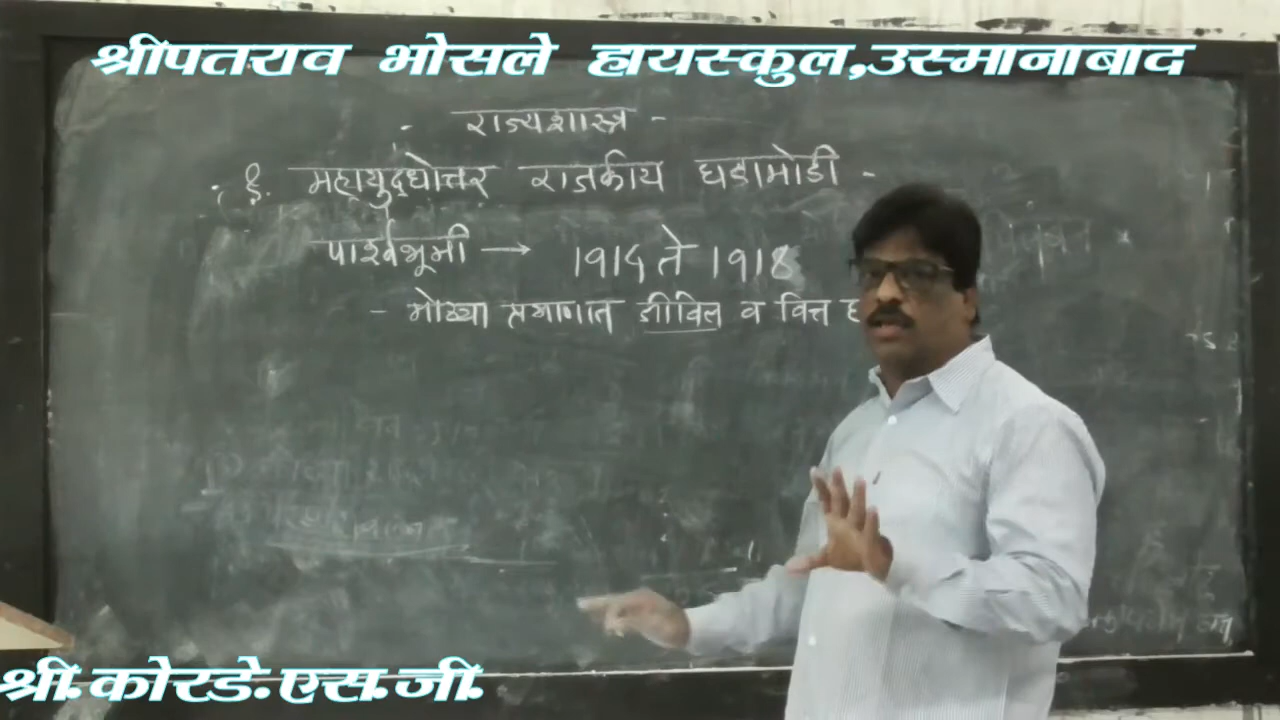 श्रीपतराव भोसले हायस्कुल,उस्मानाबाद
राज्यशास्त्र -
१. महायुद्धोत्तर राजकीय घडामोडी -
पार्श्वभूमी → 1914 ते 1918
- मोठ्या प्रमाणात जीवित व वित्त
श्री.कोरडे.एस.जी.